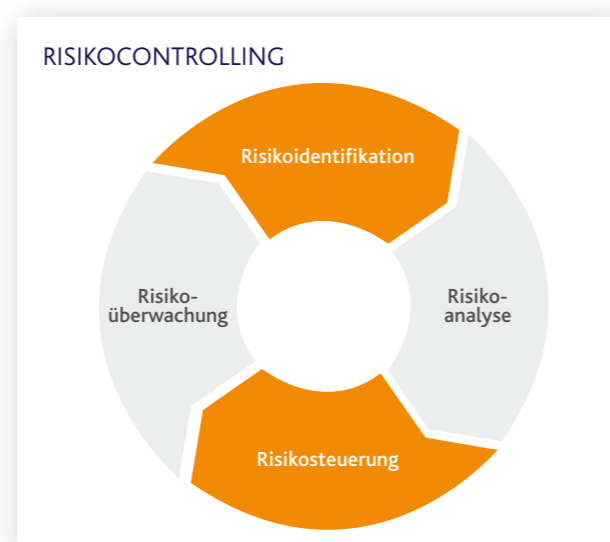 RISIKOCONTROLLING
Risikoidentifikation
Risiko-
analyse
Risikosteuerung
Risiko-
überwachung